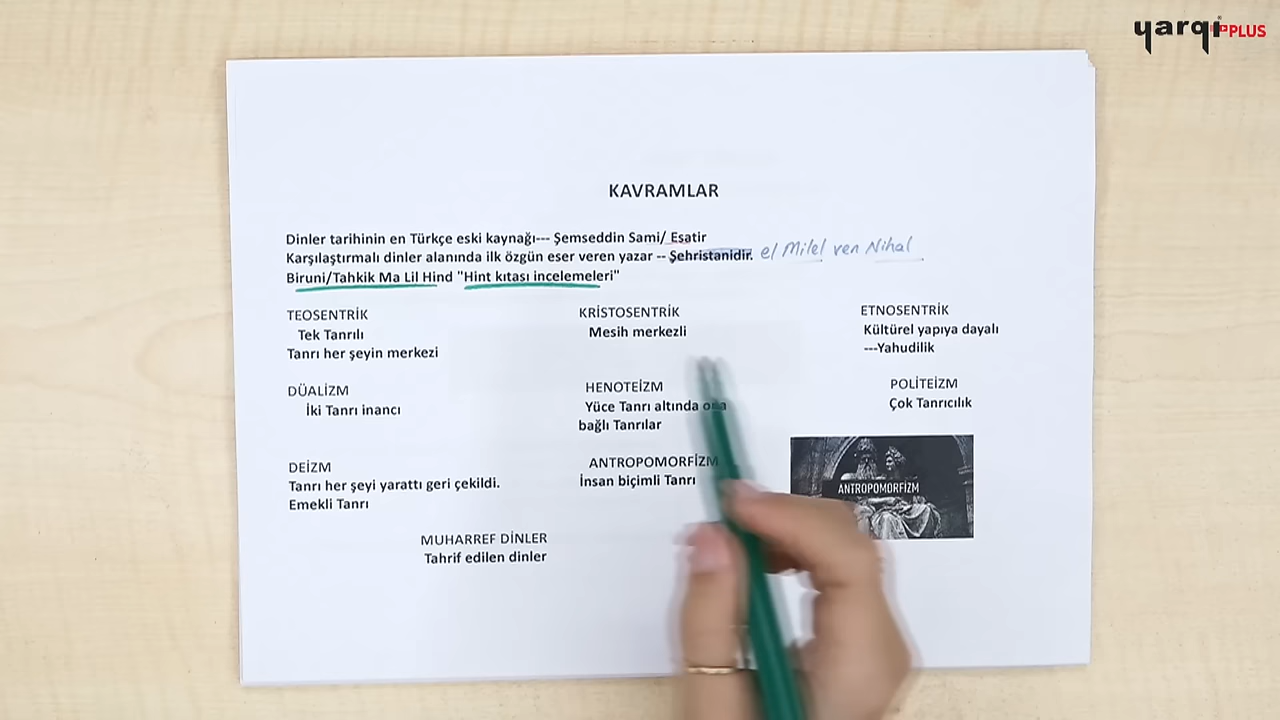 yarqi PLUS
KAVRAMLAR
Dinler tarihinin en Türkçe eski kaynağı--- Şemseddin Sami/ Esatir
Karşılaştırmalı dinler alanında ilk özgün eser veren yazar -- Şehristanidir. el Milel ven Nihal
Biruni/Tahkik Ma Lil Hind "Hint kıtası incelemeleri"
TEOSENTRİK
Tek Tanrılı
Tanrı her şeyin merkezi
KRİSTOSENTRİK
Mesih merkezli
ETNOSENTRİK
Kültürel yapıya dayalı
---Yahudilik
DÜALİZM
İki Tanrı inancı
HENOTEİZM
Yüce Tanrı altında ona
bağlı Tanrılar
POLİTEİZM
Çok Tanrıcılık
DEİZM
Tanrı her şeyi yarattı geri çekildi.
Emekli Tanrı
ANTROPOMORFİZM
İnsan biçimli Tanrı
ANTROPOMORFİZM
MUHARREF DİNLER
Tahrif edilen dinler